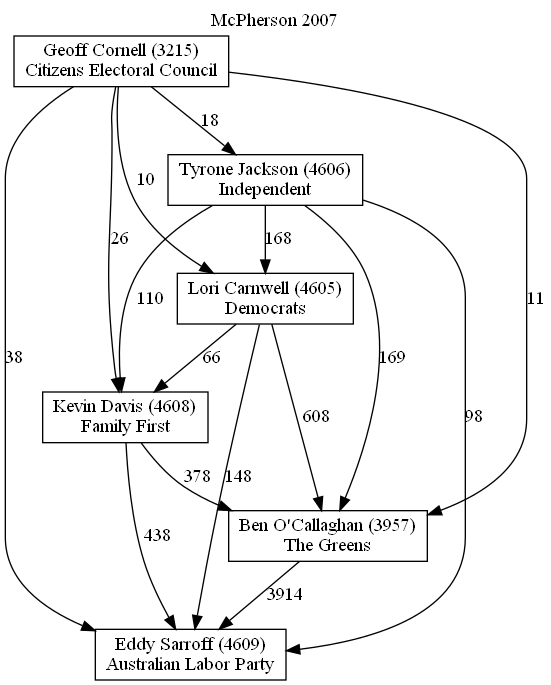 McPherson 2007
Geoff Cornell (3215)
Citizens Electoral Council
18
Tyrone Jackson (4606)
Independent
10
26
168
110
Lori Carnwell (4605)
Democrats
11
38
66
169
98
Kevin Davis (4608)
Family First
608
378
148
438
Ben O'Callaghan (3957)
The Greens
3914
Eddy Sarroff (4609)
Australian Labor Party